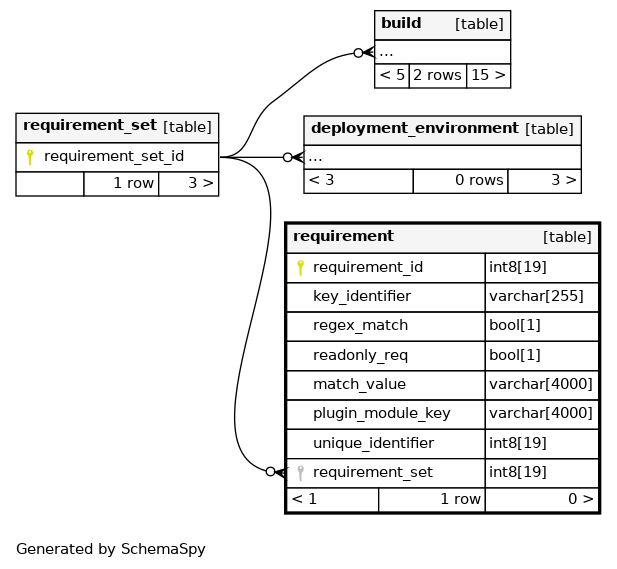 build [table]
...
< 5 2 rows 15 >
requirement_set [table]
requirement_set_id
1 row 3 >
deployment_environment [table]
...
< 3 0 rows 3 >
requirement [table]
requirement_id int8[19]
key_identifier varchar[255]
regex_match bool[1]
readonly_req bool[1]
match_value varchar[4000]
plugin_module_key varchar[4000]
unique_identifier int8[19]
requirement_set int8[19]
< 1 1 row 0 >
Generated by SchemaSpy